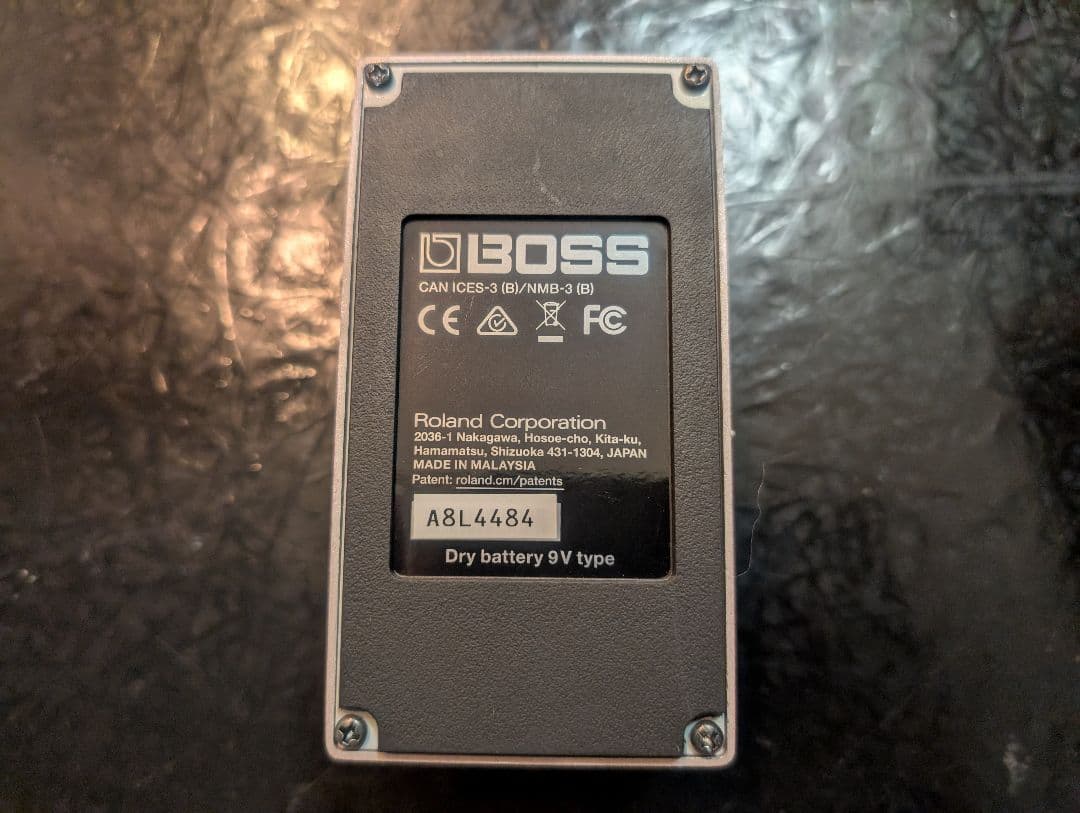 BOSS
CAN ICES-3 (B)/NMB-3 (B)
CE FC
Roland Corporation
2036-1 Nakagawa, Hosoe-cho, Kita-ku,
Hamamatsu, Shizuoka 431-1304, JAPAN
MADE IN MALAYSIA
Patent: roland.cm/patents
A8L4484
Dry battery 9V type